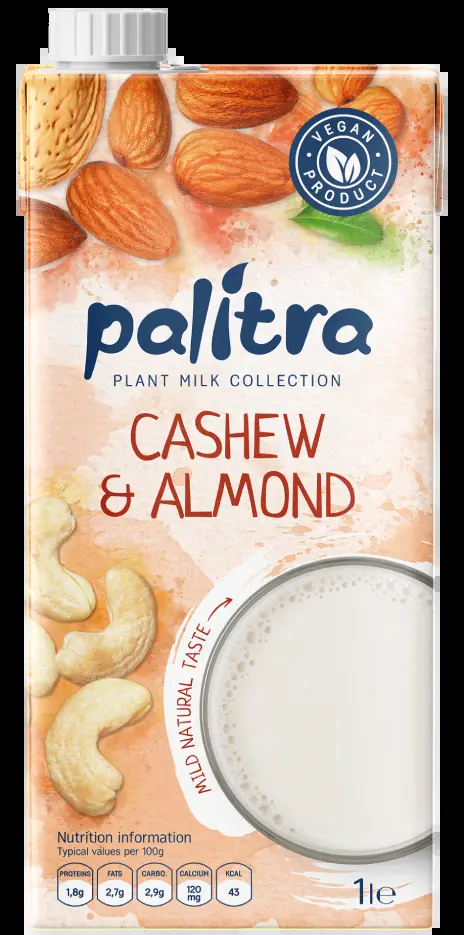 VEGAN
PRODUCT
palitra
PLANT MILK COLLECTION
CASHEW
& ALMOND
MILD NATURAL TASTE
Nutrition information
Typical values per 100g
PROTEINS FATS CARBO. CALCIUM KCAL
1,8g 2,7g 2,9g 120 mg 43
1le